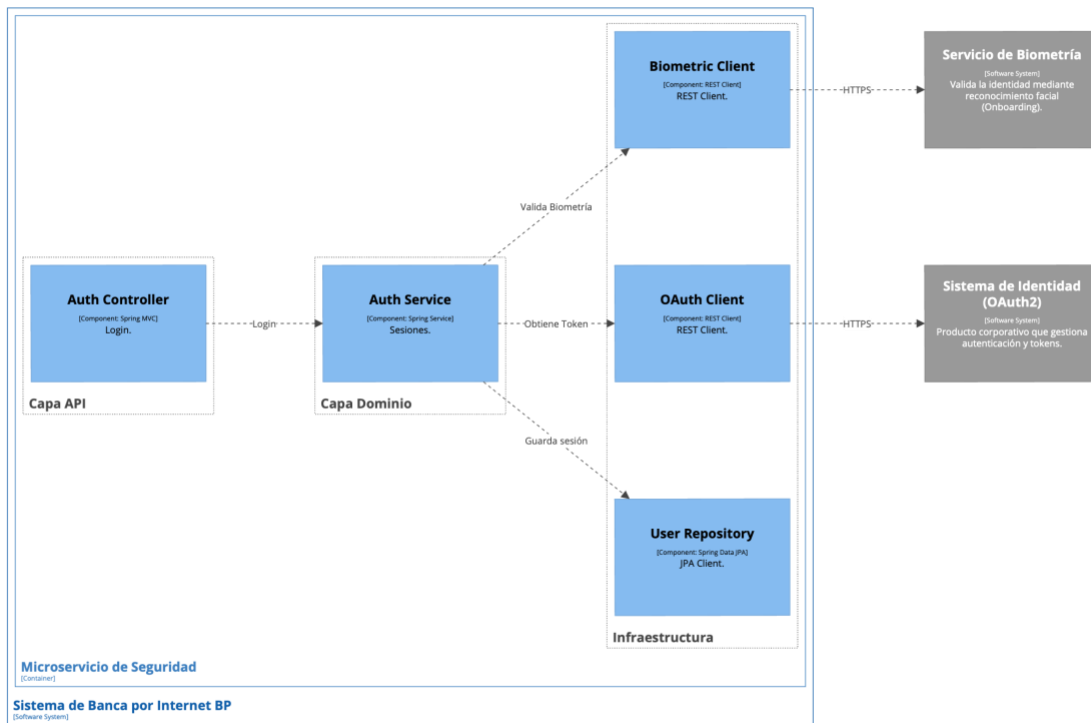 Biometric Client
[Component: REST Client]
REST Client.
HTTPS
Servicio de Biometría
[Software System]
Valida la identidad mediante
reconocimiento facial
(Onboarding).
Valida Biometría
Auth Controller
[Component: Spring MVC]
Login.
Capa API
Login
Auth Service
[Component: Spring Service]
Sesiones.
Capa Dominio
Obtiene Token
OAuth Client
[Component: REST Client]
REST Client.
HTTPS
Sistema de Identidad
(OAuth2)
[Software System]
Producto corporativo que gestiona
autenticación y tokens.
Guarda sesión
User Repository
[Component: Spring Data JPA]
JPA Client.
Infraestructura
Microservicio de Seguridad
[Container]
Sistema de Banca por Internet BP
[Software System]